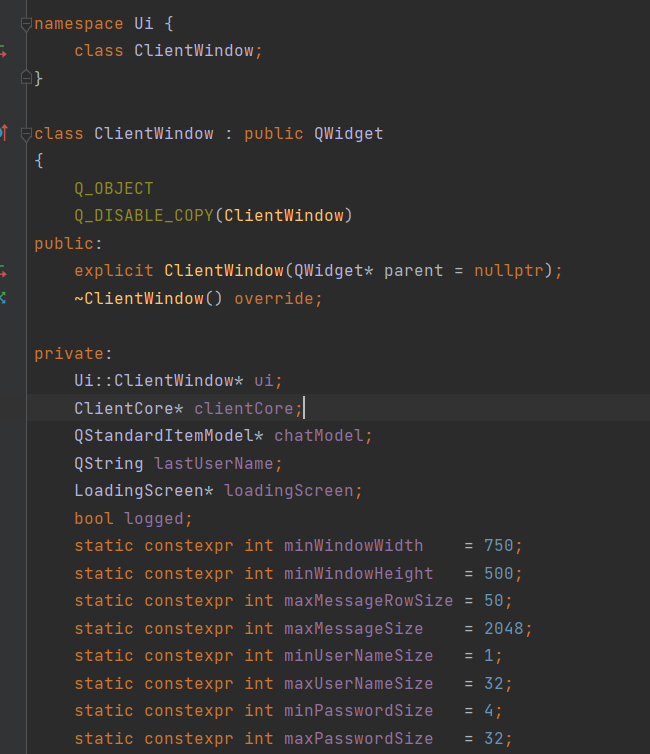 namespace Ui {
    class ClientWindow;
}

class ClientWindow : public QWidget
{
    Q_OBJECT
    Q_DISABLE_COPY(ClientWindow)
public:
    explicit ClientWindow(QWidget* parent = nullptr);
    ~ClientWindow() override;

private:
    Ui::ClientWindow* ui;
    ClientCore* clientCore;
    QStandardItemModel* chatModel;
    QString lastUserName;
    LoadingScreen* loadingScreen;
    bool logged;
    static constexpr int minWindowWidth    = 750;
    static constexpr int minWindowHeight   = 500;
    static constexpr int maxMessageRowSize = 50;
    static constexpr int maxMessageSize    = 2048;
    static constexpr int minUserNameSize   = 1;
    static constexpr int maxUserNameSize   = 32;
    static constexpr int minPasswordSize   = 4;
    static constexpr int maxPasswordSize   = 32;